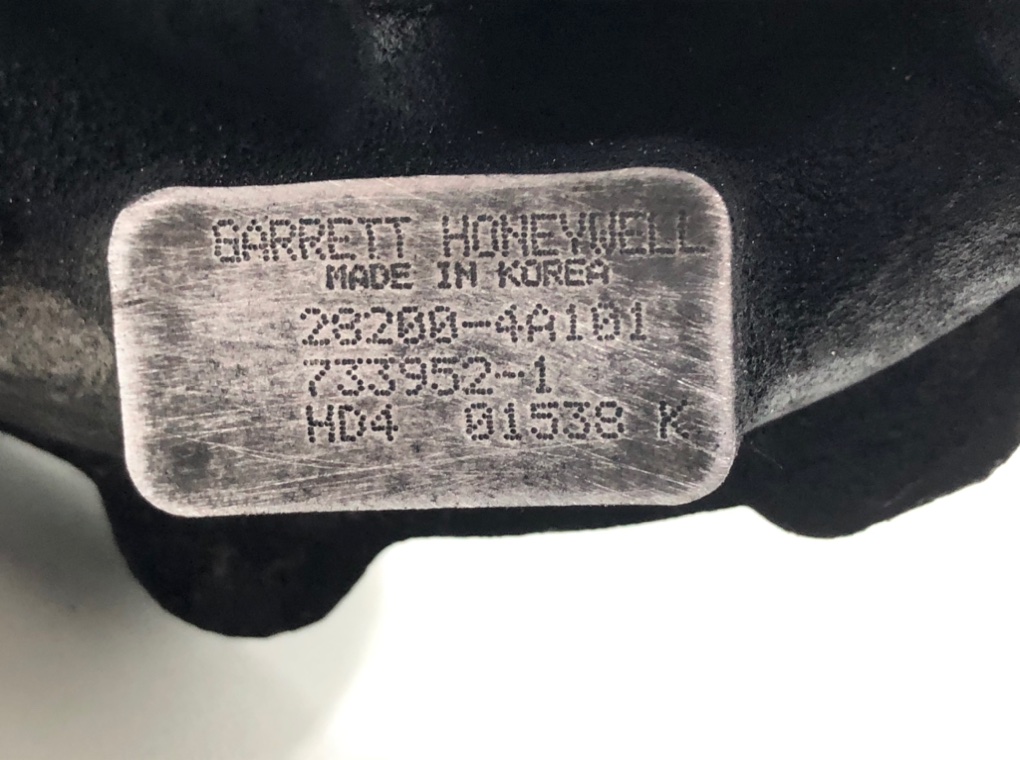 GARRETT HONEYWELL
MADE IN KOREA
28200-4A101
733952-1
HD4 01538 K